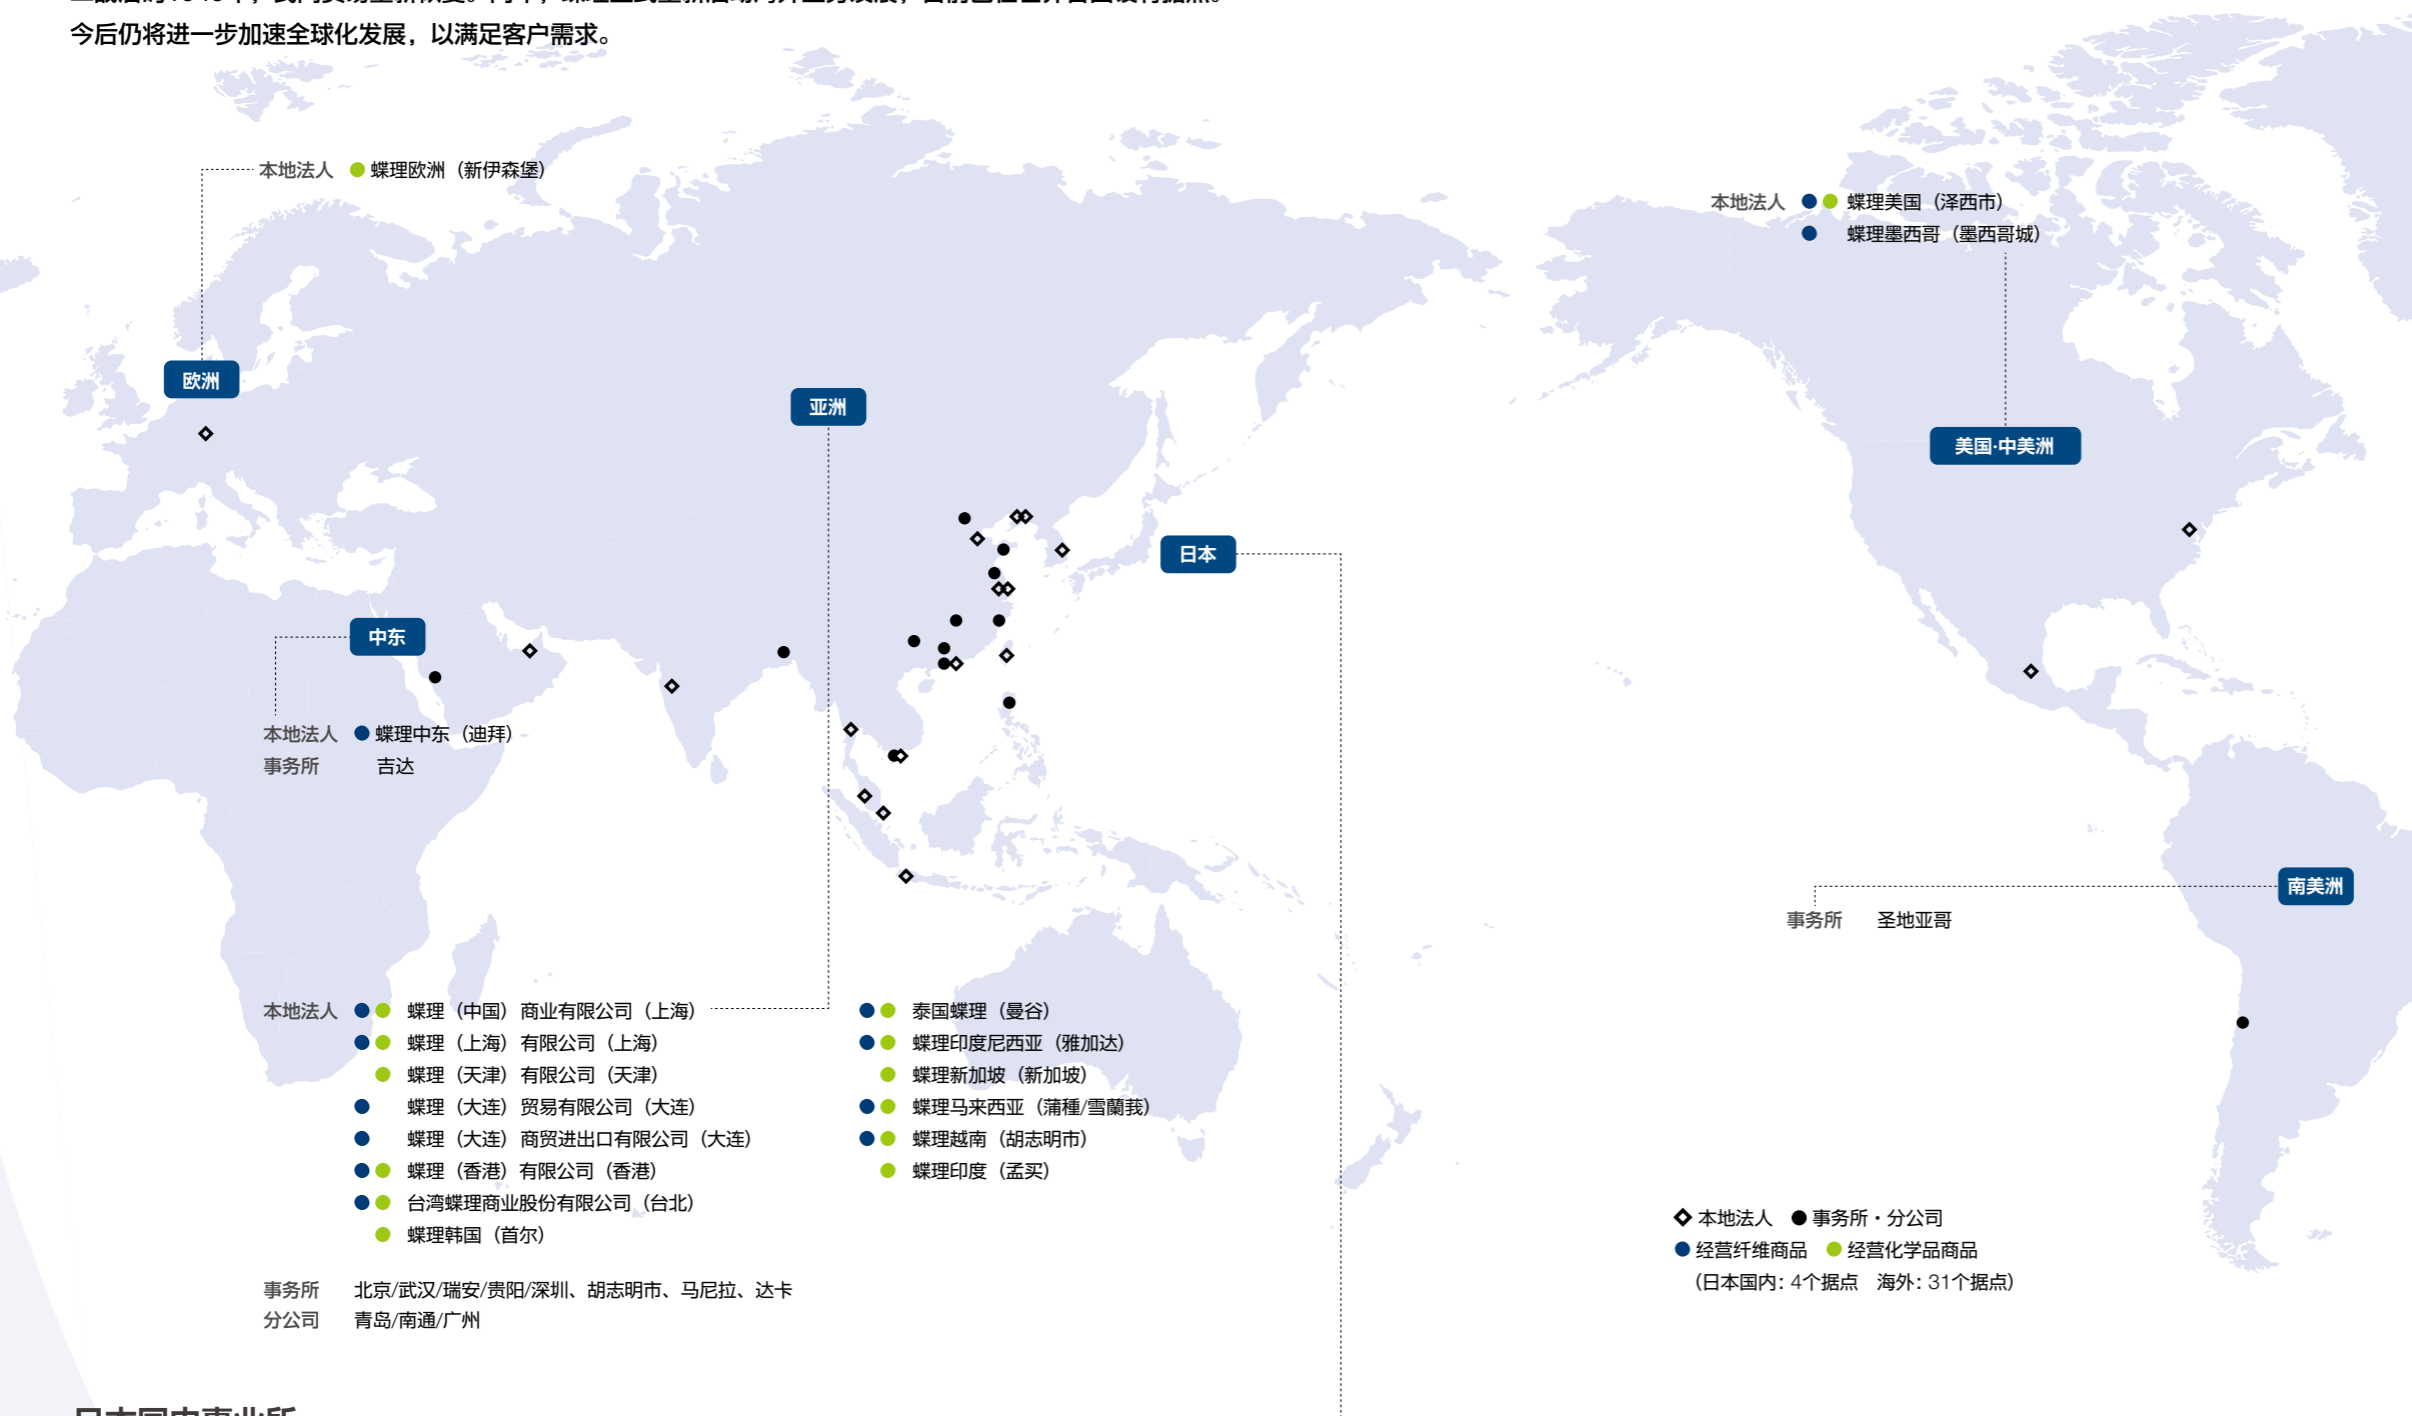 今后仍将进一步加速全球化发展，以满足客户需求。
本地法人 蝶理欧洲（新伊森堡）
本地法人 蝶理美国（泽西市）
蝶理墨西哥（墨西哥城）
欧洲
亚洲
美国·中美洲
日本
中东
本地法人 蝶理中东（迪拜）
事务所 吉达
南美洲
事务所 圣地亚哥
本地法人 蝶理（中国）商业有限公司（上海）
蝶理（上海）有限公司（上海）
蝶理（天津）有限公司（天津）
蝶理（大连）贸易有限公司（大连）
蝶理（大连）商贸进出口有限公司（大连）
蝶理（香港）有限公司（香港）
台湾蝶理商业股份有限公司（台北）
蝶理韩国（首尔）
泰国蝶理（曼谷）
蝶理印度尼西亚（雅加达）
蝶理新加坡（新加坡）
蝶理马来西亚（蒲種/雪蘭莪）
蝶理越南（胡志明市）
蝶理印度（孟买）
事务所 北京/武汉/瑞安/贵阳/深圳、胡志明市、马尼拉、达卡
分公司 青岛/南通/广州
本地法人 事务所・分公司
经营纤维商品 经营化学品商品
（日本国内：4个据点 海外：31个据点）